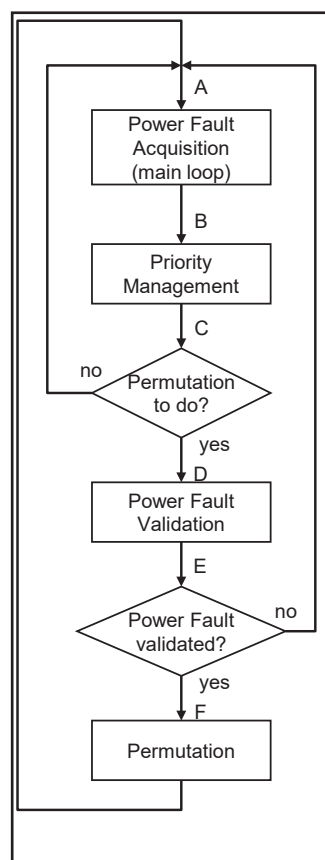 A
Power Fault
Acquisition
(main loop)
B
Priority
Management
C
no
Permutation
to do?
yes
D
Power Fault
Validation
E
Power Fault
validated?
no
yes
F
Permutation